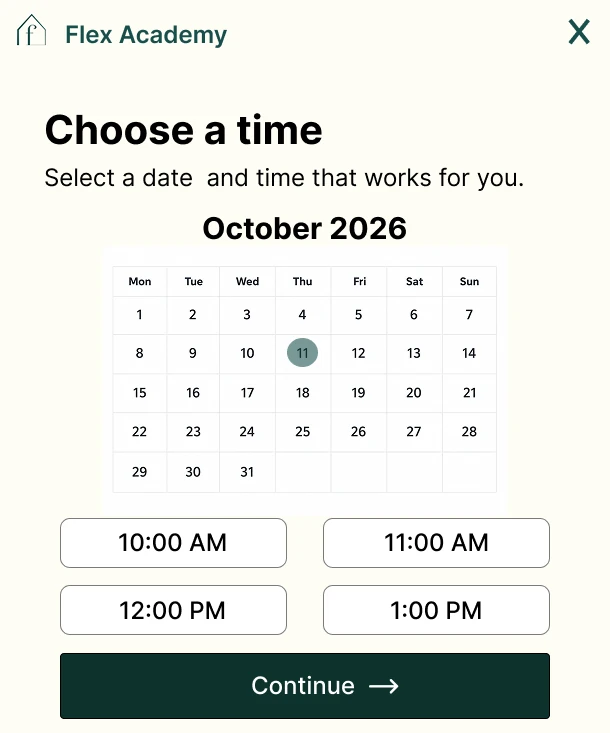 f Flex Academy X
Choose a time
Select a date  and time that works for you.
October 2026
Mon Tue Wed Thu Fri Sat Sun
1 2 3 4 5 6 7
8 9 10 11 12 13 14
15 16 17 18 19 20 21
22 23 24 25 26 27 28
29 30 31
10:00 AM 11:00 AM
12:00 PM 1:00 PM
Continue →